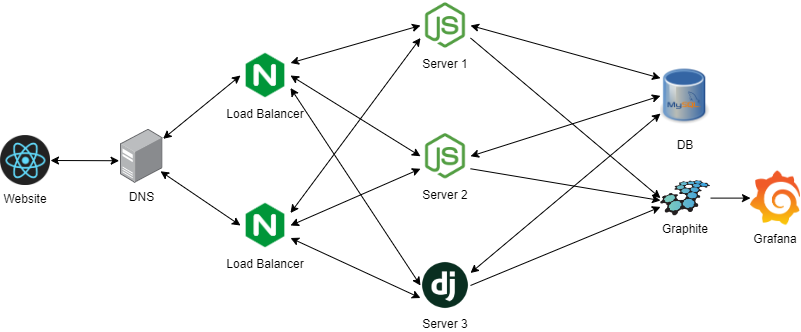 Website
DNS
N
Load Balancer
N
Load Balancer
JS
Server 1
JS
Server 2
dj
Server 3
MySQL
DB
Graphite
Grafana